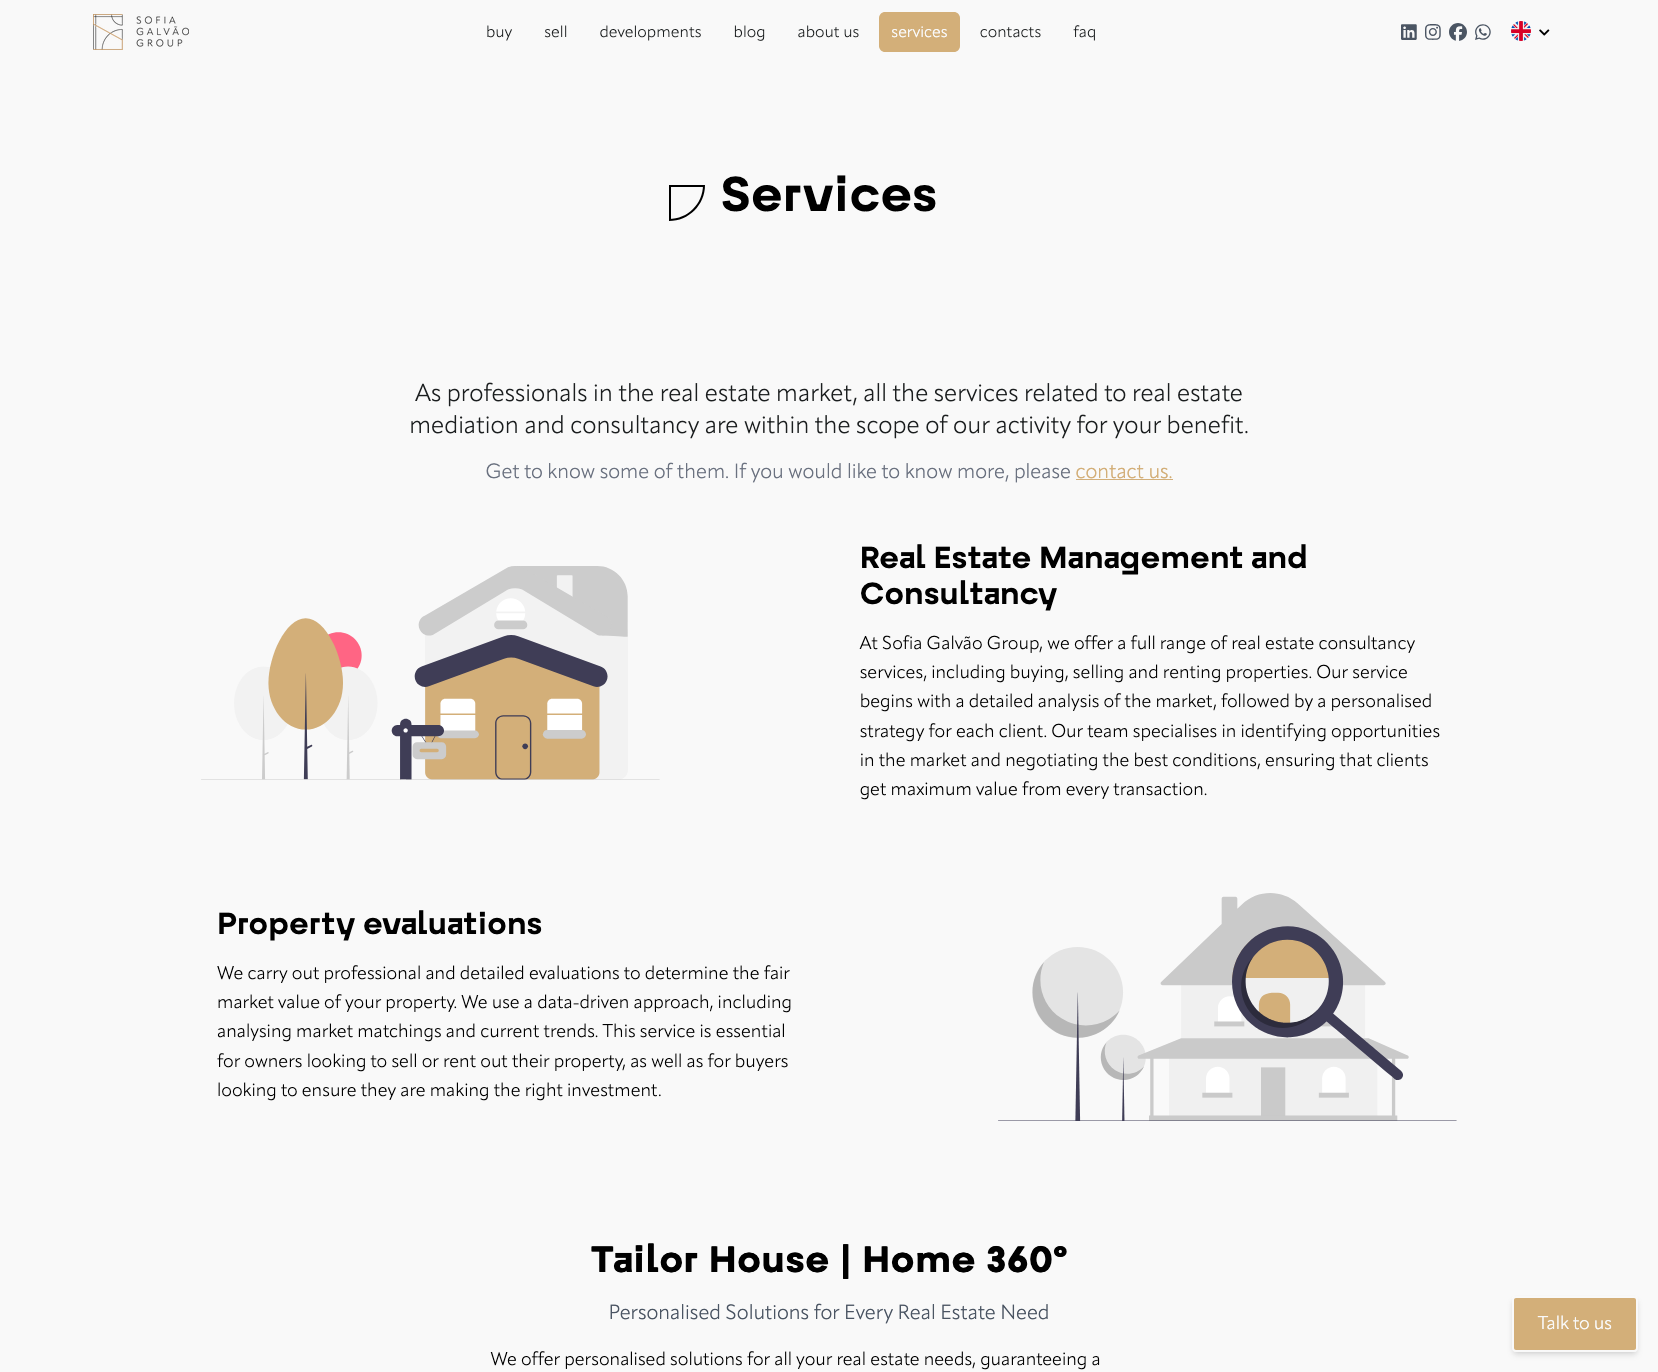 SOFIA
GALVÃO
GROUP
buy sell developments blog about us services contacts faq
Services
As professionals in the real estate market, all the services related to real estate
mediation and consultancy are within the scope of our activity for your benefit.
Get to know some of them. If you would like to know more, please contact us.
Real Estate Management and
Consultancy
At Sofia Galvão Group, we offer a full range of real estate consultancy
services, including buying, selling and renting properties. Our service
begins with a detailed analysis of the market, followed by a personalised
strategy for each client. Our team specialises in identifying opportunities
in the market and negotiating the best conditions, ensuring that clients
get maximum value from every transaction.
Property evaluations
We carry out professional and detailed evaluations to determine the fair
market value of your property. We use a data-driven approach, including
analysing market matchings and current trends. This service is essential
for owners looking to sell or rent out their property, as well as for buyers
looking to ensure they are making the right investment.
Tailor House | Home 360º
Personalised Solutions for Every Real Estate Need
Talk to us
We offer personalised solutions for all your real estate needs, guaranteeing a